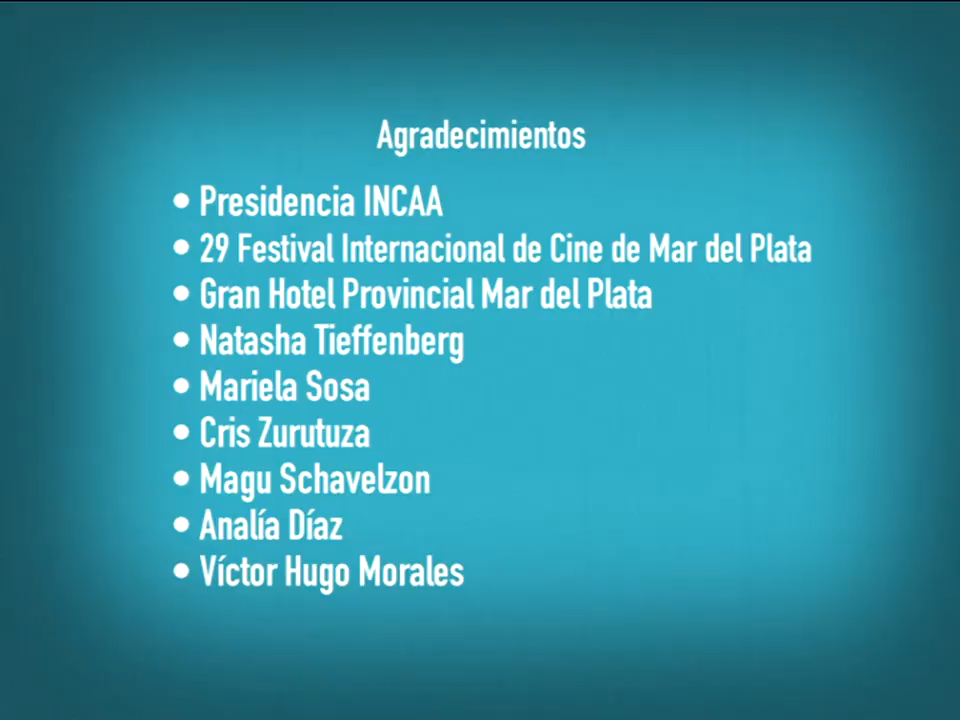 Agradecimientos
• Presidencia INCAA
• 29 Festival Internacional de Cine de Mar del Plata
• Gran Hotel Provincial Mar del Plata
• Natasha Tieffenberg
• Mariela Sosa
• Cris Zurutuza
• Magu Schavelzon
• Analía Díaz
• Víctor Hugo Morales